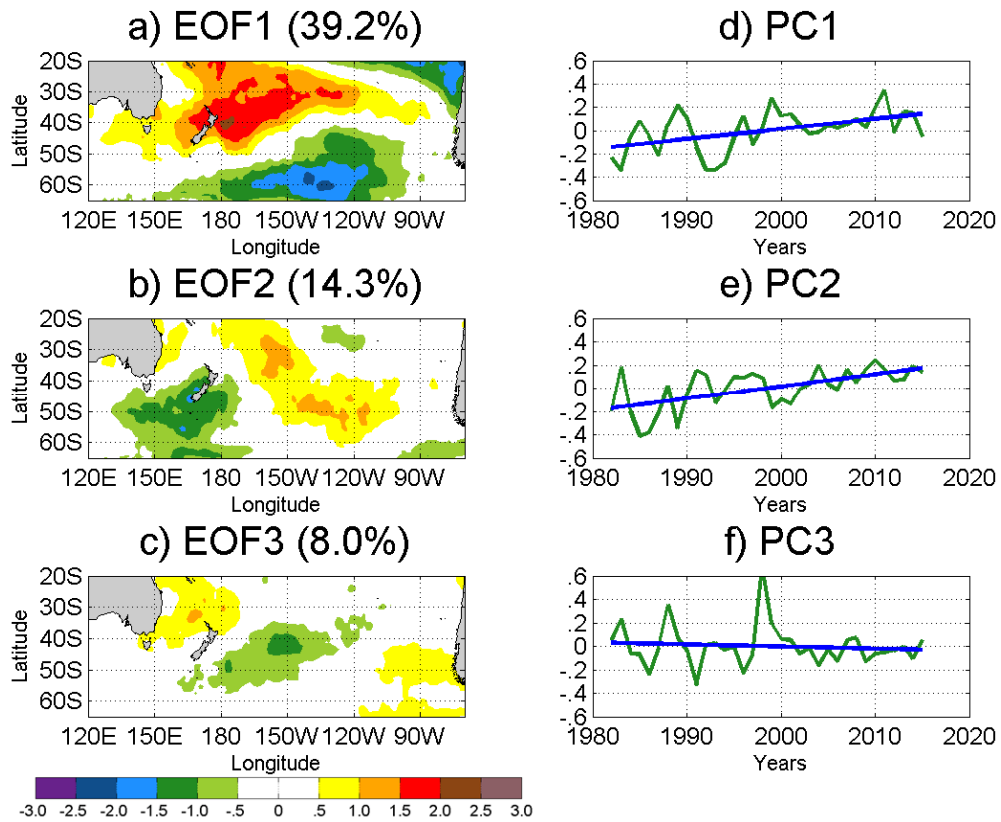 a) EOF1 (39.2%)
20S
30S
40S
50S
60S
Latitude
120E 150E 180 150W 120W 90W
Longitude
d) PC1
.6
.4
.2
0
-.2
-.4
-.6
1980 1990 2000 2010 2020
Years
b) EOF2 (14.3%)
20S
30S
40S
50S
60S
Latitude
120E 150E 180 150W 120W 90W
Longitude
e) PC2
.6
.4
.2
0
-.2
-.4
-.6
1980 1990 2000 2010 2020
Years
c) EOF3 (8.0%)
20S
30S
40S
50S
60S
Latitude
120E 150E 180 150W 120W 90W
Longitude
f) PC3
.6
.4
.2
0
-.2
-.4
-.6
1980 1990 2000 2010 2020
Years
-3.0 -2.5 -2.0 -1.5 -1.0 -.5 0 .5 1.0 1.5 2.0 2.5 3.0